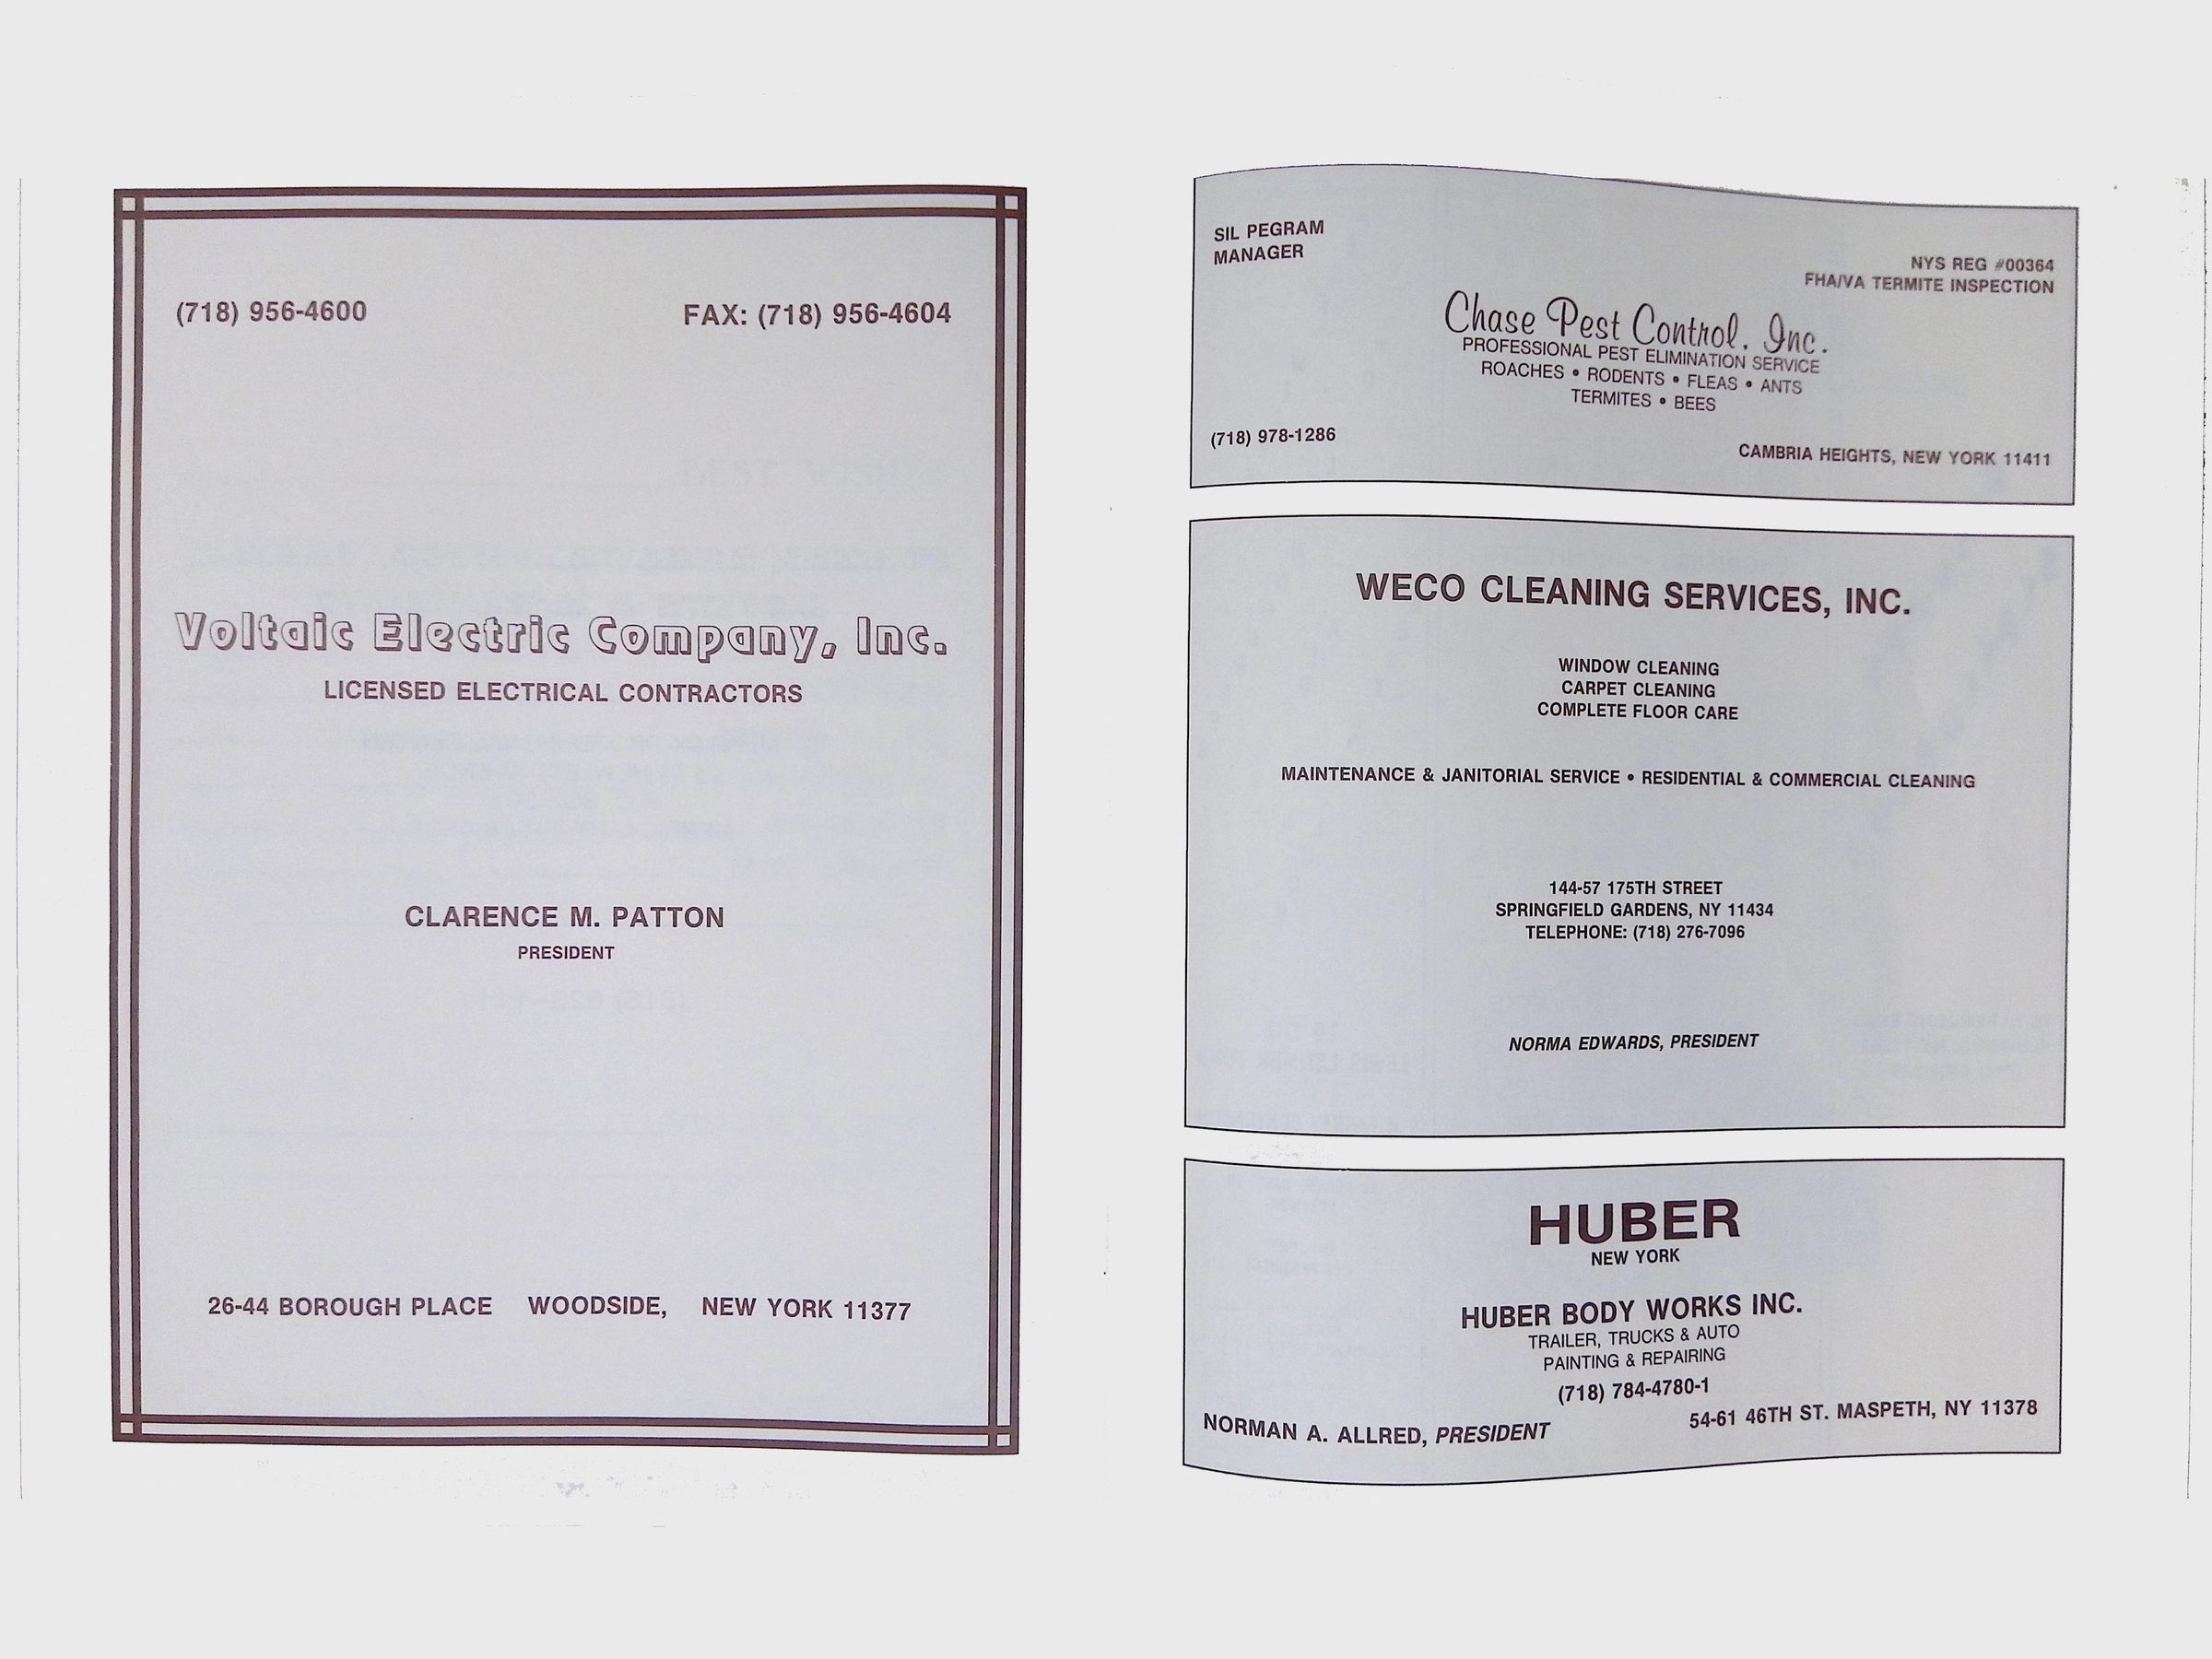 (718) 956-4600
FAX: (718) 956-4604
Voltaic Electric Company, Inc.
LICENSED ELECTRICAL CONTRACTORS
CLARENCE M. PATTON
PRESIDENT
26-44 BOROUGH PLACE WOODSIDE, NEW YORK 11377
SIL PEGRAM
MANAGER
NYS REG #00364
FHA/VA TERMITE INSPECTION
Chase Pest Control, Inc.
PROFESSIONAL PEST ELIMINATION SERVICE
ROACHES • RODENTS • FLEAS • ANTS
TERMITES • BEES
(718) 978-1286
CAMBRIA HEIGHTS, NEW YORK 11411
WECO CLEANING SERVICES, INC.
WINDOW CLEANING
CARPET CLEANING
COMPLETE FLOOR CARE
MAINTENANCE & JANITORIAL SERVICE • RESIDENTIAL & COMMERCIAL CLEANING
144-57 175TH STREET
SPRINGFIELD GARDENS, NY 11434
TELEPHONE: (718) 276-7096
NORMA EDWARDS, PRESIDENT
HUBER
NEW YORK
HUBER BODY WORKS INC.
TRAILER, TRUCKS & AUTO
PAINTING & REPAIRING
(718) 784-4780-1
NORMAN A. ALLRED, PRESIDENT
54-61 46TH ST. MASPETH, NY 11378